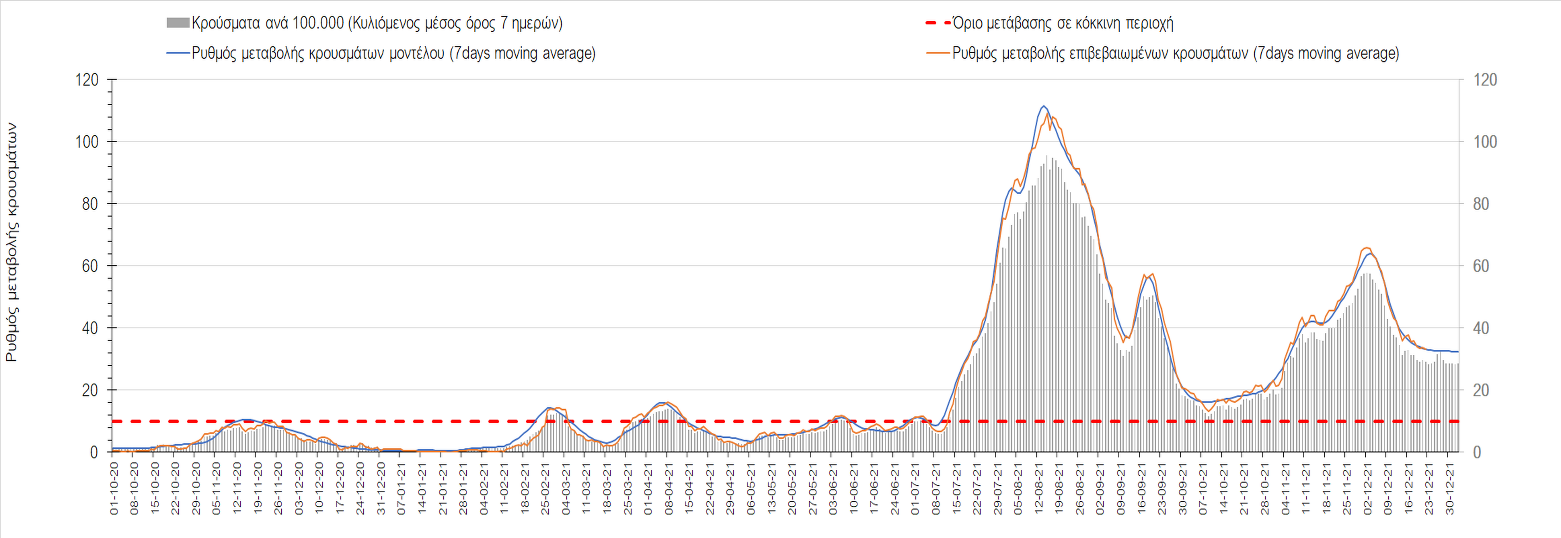 Κρούσματα ανά 100.000 (Κυλιόμενος μέσος όρος 7 ημερών)
Όριο μετάβασης σε κόκκινη περιοχή
Ρυθμός μεταβολής κρουσμάτων μοντέλου (7days moving average)
Ρυθμός μεταβολής επιβεβαιωμένων κρουσμάτων (7days moving average)
Ρυθμός μεταβολής κρουσμάτων
120 120
100 100
80 80
60 60
40 40
20 20
0 0
01-10-20 08-10-20 15-10-20 22-10-20 29-10-20 05-11-20 12-11-20 19-11-20 26-11-20 03-12-20 10-12-20 17-12-20 24-12-20 31-12-20 07-01-21 14-01-21 21-01-21 28-01-21 04-02-21 11-02-21 18-02-21 25-02-21 04-03-21 11-03-21 18-03-21 25-03-21 01-04-21 08-04-21 15-04-21 22-04-21 29-04-21 06-05-21 13-05-21 20-05-21 27-05-21 03-06-21 10-06-21 17-06-21 24-06-21 01-07-21 08-07-21 15-07-21 22-07-21 29-07-21 05-08-21 12-08-21 19-08-21 26-08-21 02-09-21 09-09-21 16-09-21 23-09-21 30-09-21 07-10-21 14-10-21 21-10-21 28-10-21 04-11-21 11-11-21 18-11-21 25-11-21 02-12-21 09-12-21 16-12-21 23-12-21 30-12-21